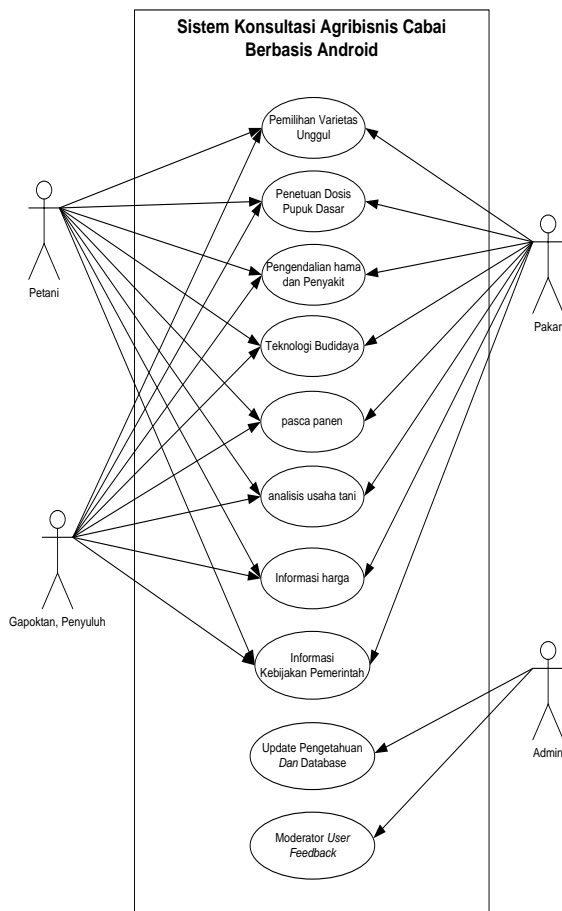 Sistem Konsultasi Agribisnis Cabai
Berbasis Android
Pemilihan Varietas
Unggul
Penetuan Dosis
Pupuk Dasar
Pengendalian hama
dan Penyakit
Petani
Pakar
Teknologi Budidaya
pasca panen
analisis usaha tani
Gapoktan, Penyuluh
Informasi harga
Informasi
Kebijakan Pemerintah
Update Pengetahuan
Dan Database
Admin
Moderator User
Feedback